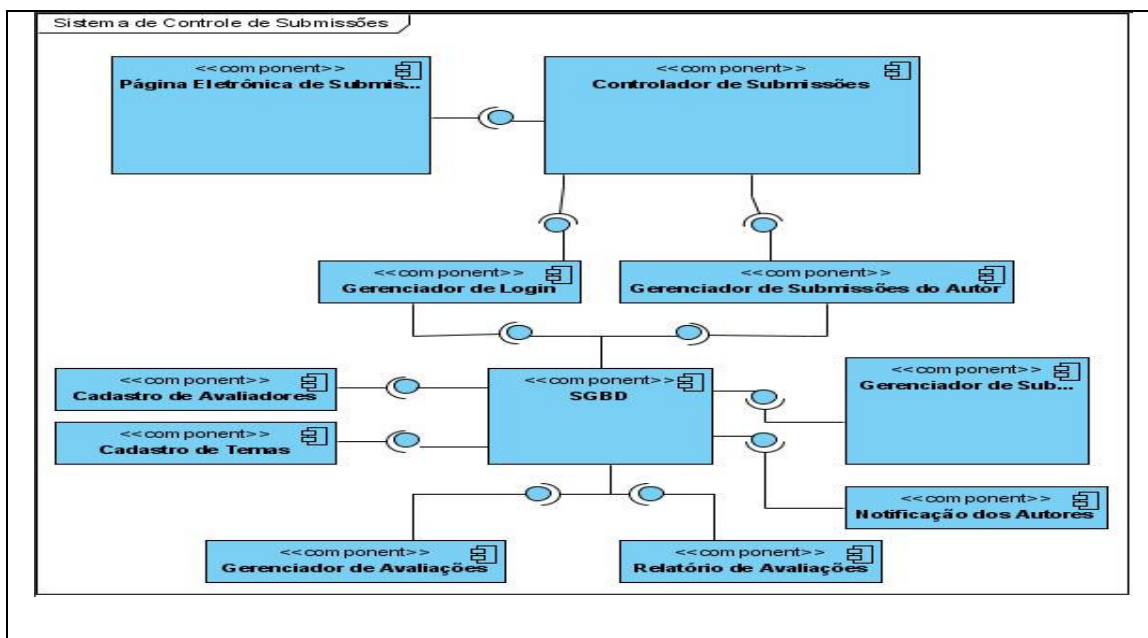 Sistema de Controle de Submissões
<<component>>
Página Eletrônica de Submis...
<<component>>
Controlador de Submissões
<<component>>
Gerenciador de Login
<<component>>
Gerenciador de Submissões do Autor
<<component>>
Cadastro de Avaliadores
<<component>>
SGBD
<<component>>
Gerenciador de Sub...
<<component>>
Cadastro de Temas
<<component>>
Notificação dos Autores
<<component>>
Gerenciador de Avaliações
<<component>>
Relatório de Avaliações